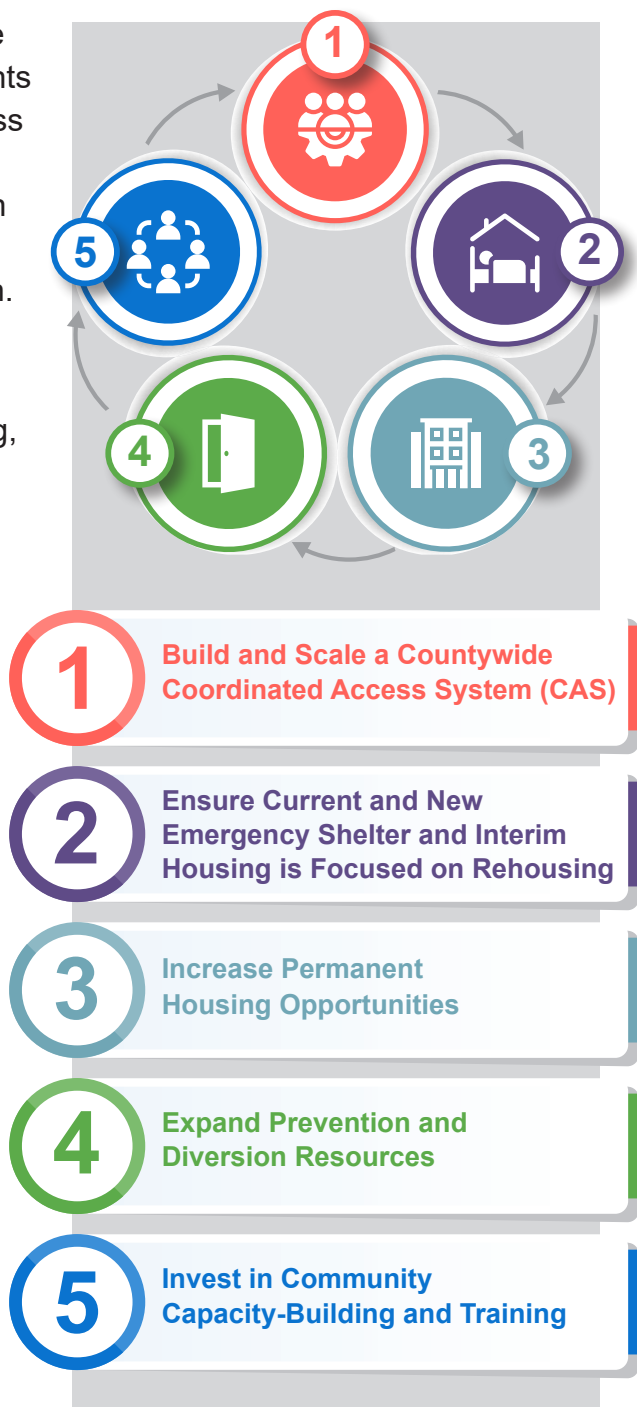 e
nts
ss
n
n.
g,
1
2
3
4
5
1
Build and Scale a Countywide
Coordinated Access System (CAS)
2
Ensure Current and New
Emergency Shelter and Interim
Housing is Focused on Rehousing
3
Increase Permanent
Housing Opportunities
4
Expand Prevention and
Diversion Resources
5
Invest in Community
Capacity-Building and Training